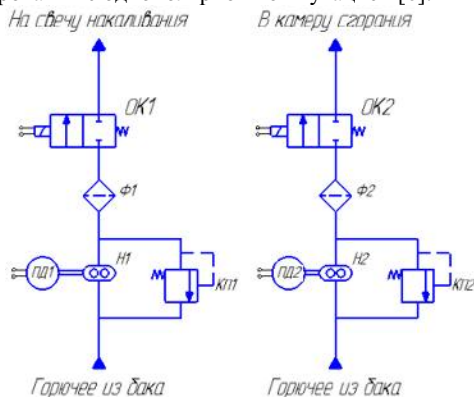 На свечу накаливания
В камеру сгорания
ОК1
ОК2
Ф1
Ф2
Н1
Н2
ПД1
ПД2
КП1
КП2
Горючее из бака
Горючее из бака